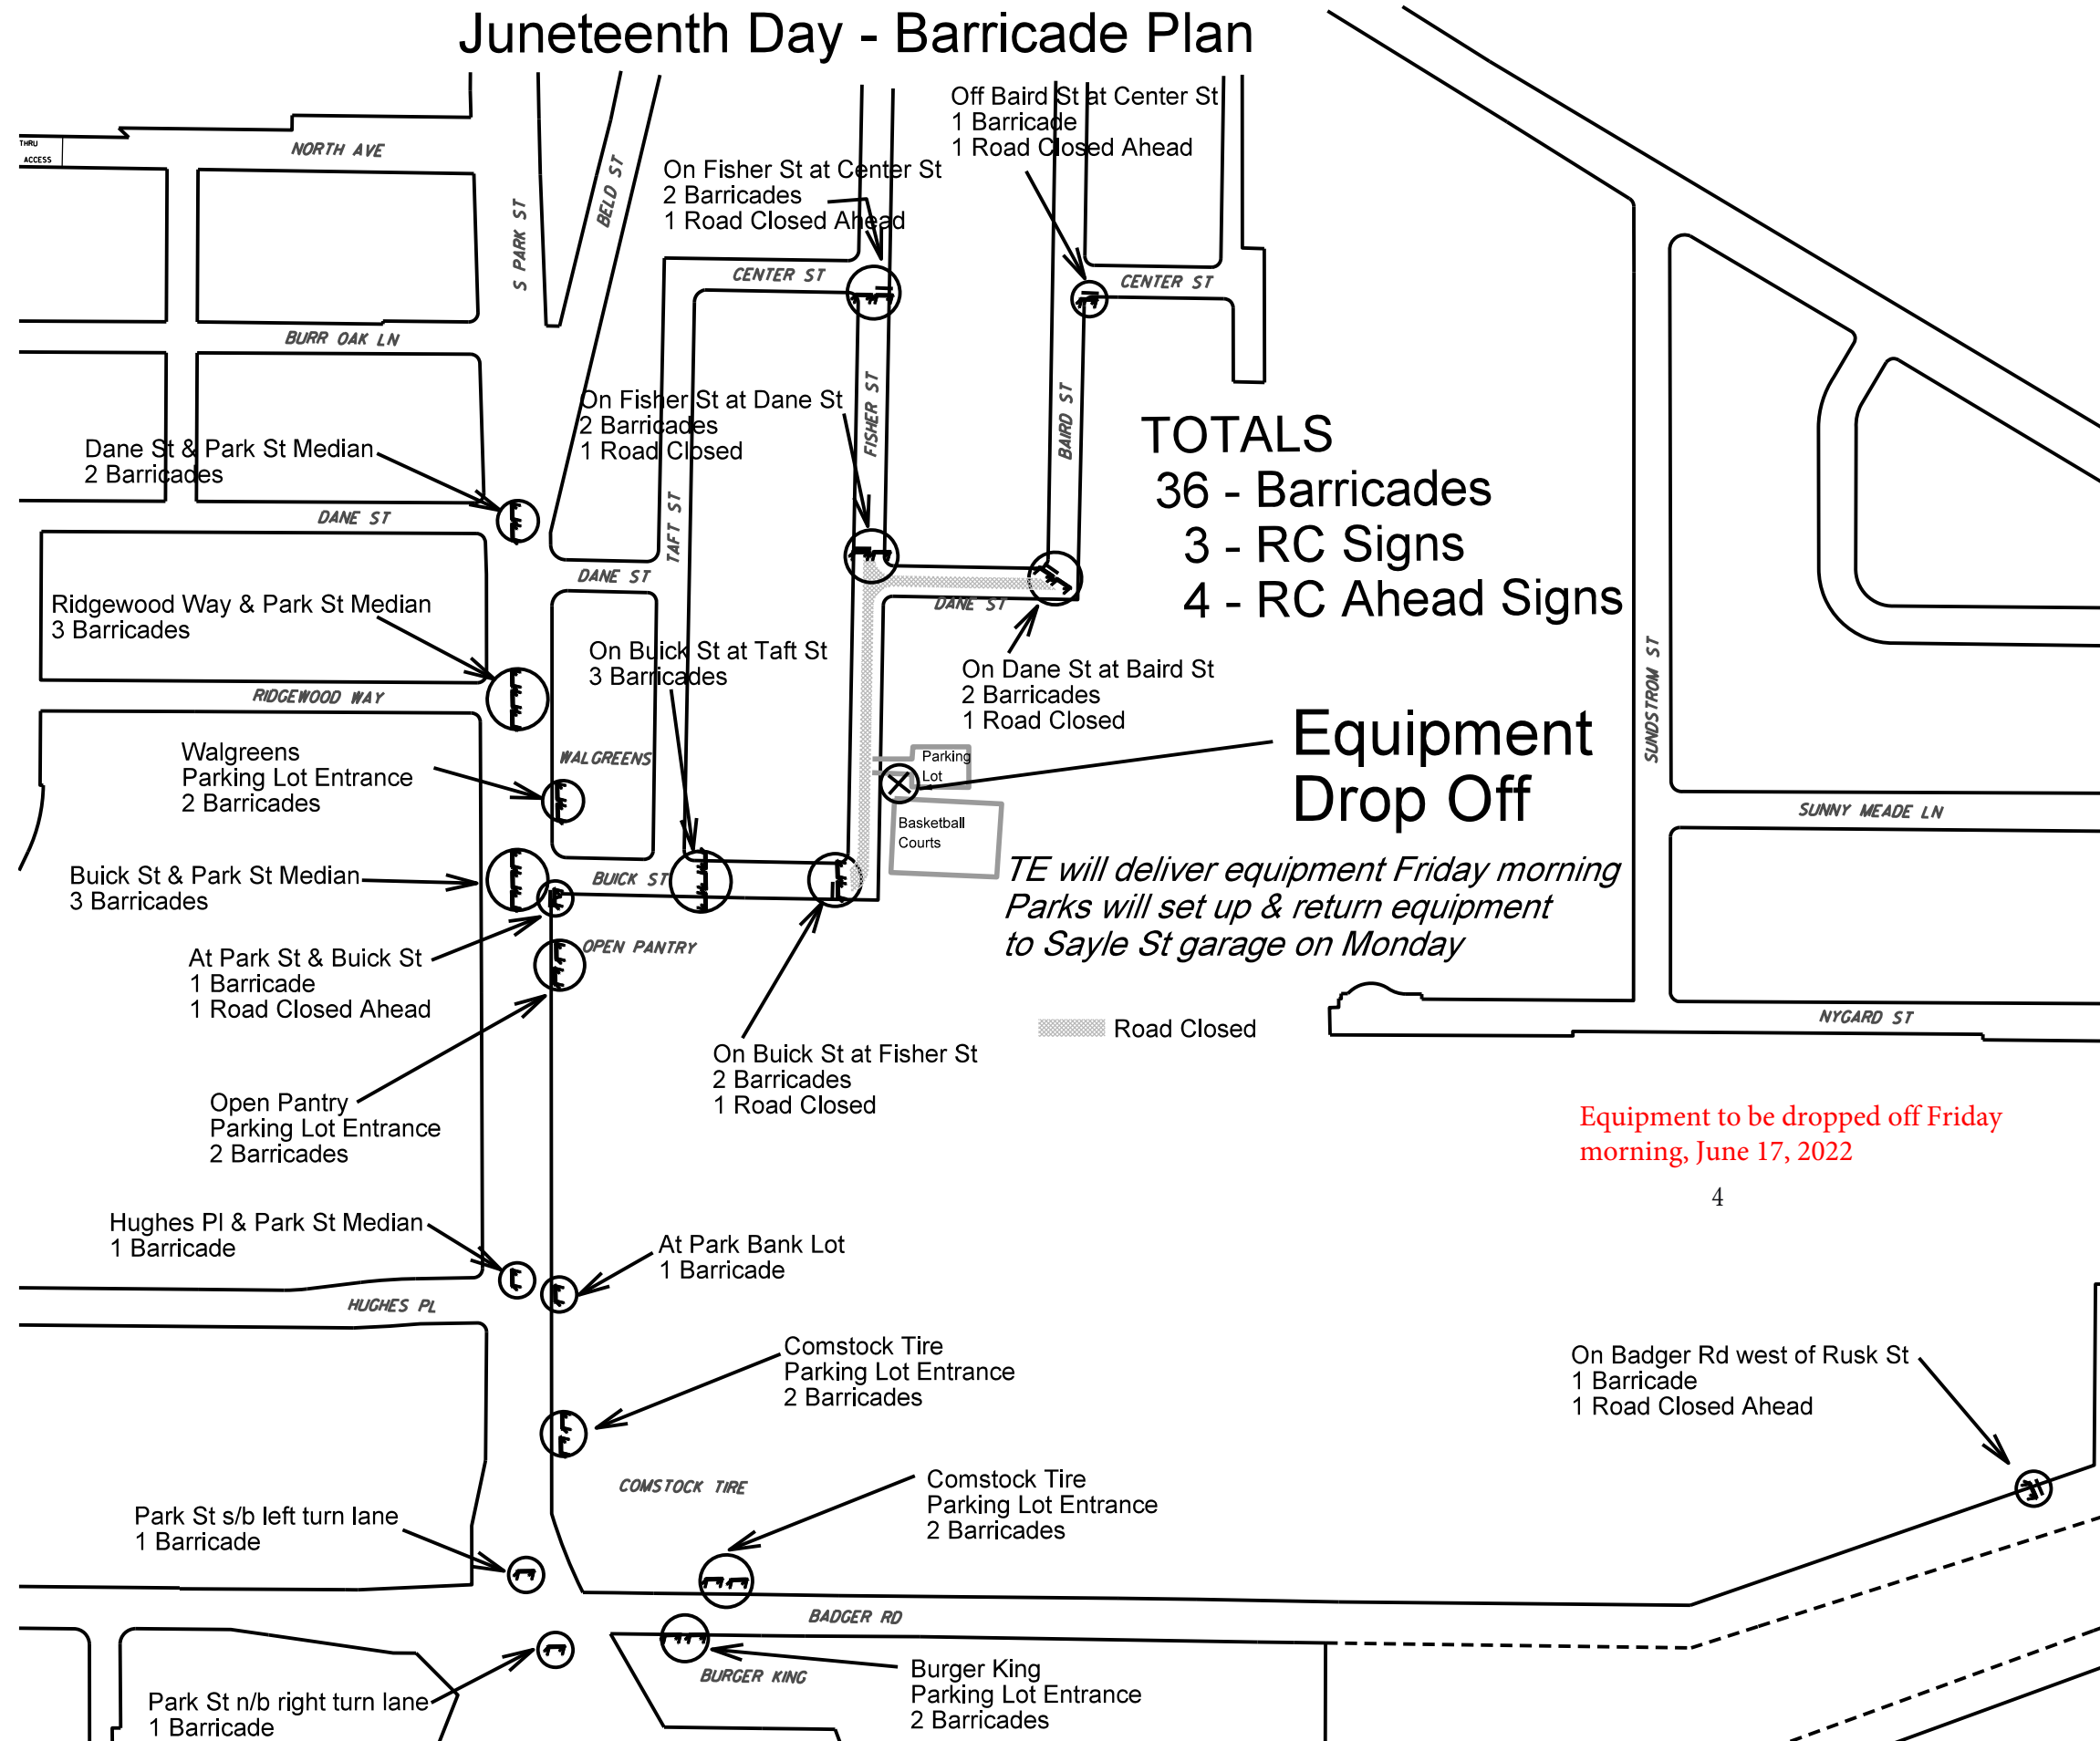 Juneteenth Day - Barricade Plan
Off Baird St at Center St
1 Barricade
1 Road Closed Ahead
THRU
ACCESS
NORTH AVE
S PARK ST
BELD ST
On Fisher St at Center St
2 Barricades
1 Road Closed Ahead
CENTER ST
CENTER ST
BURR OAK LN
On Fisher St at Dane St
2 Barricades
1 Road Closed
FISHER ST
BAIRD ST
TOTALS
36 - Barricades
3 - RC Signs
4 - RC Ahead Signs
Dane St & Park St Median
2 Barricades
DANE ST
TAFT ST
DANE ST
DANE ST
Ridgewood Way & Park St Median
3 Barricades
RIDGEWOOD WAY
On Buick St at Taft St
3 Barricades
On Dane St at Baird St
2 Barricades
1 Road Closed
SUNDSTROM ST
Equipment
Drop Off
Walgreens
Parking Lot Entrance
2 Barricades
WALGREENS
Parking
Lot
Basketball
Courts
SUNNY MEADE LN
TE will deliver equipment Friday morning
Parks will set up & return equipment
to Sayle St garage on Monday
Buick St & Park St Median
3 Barricades
BUICK ST
OPEN PANTRY
At Park St & Buick St
1 Barricade
1 Road Closed Ahead
NYGARD ST
Road Closed
On Buick St at Fisher St
2 Barricades
1 Road Closed
Open Pantry
Parking Lot Entrance
2 Barricades
Equipment to be dropped off Friday
morning, June 17, 2022
4
Hughes Pl & Park St Median
1 Barricade
At Park Bank Lot
1 Barricade
HUGHES PL
Comstock Tire
Parking Lot Entrance
2 Barricades
On Badger Rd west of Rusk St
1 Barricade
1 Road Closed Ahead
COMSTOCK TIRE
Comstock Tire
Parking Lot Entrance
2 Barricades
Park St s/b left turn lane
1 Barricade
BADGER RD
BURGER KING
Burger King
Parking Lot Entrance
2 Barricades
Park St n/b right turn lane
1 Barricade